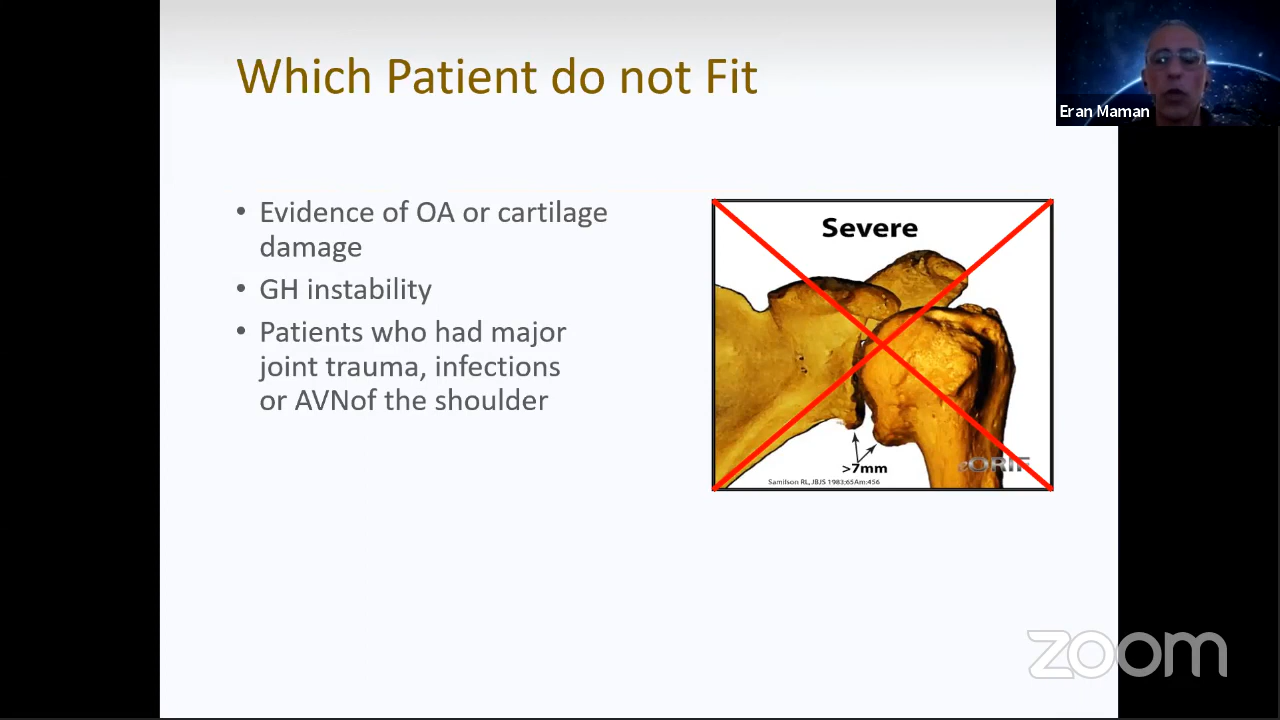 Which Patient do not Fit
Eran Maman
• Evidence of OA or cartilage
damage
• GH instability
• Patients who had major
joint trauma, infections
or AVNof the shoulder
Severe
>7mm
eORIF
Samilson RL, JBJS 1983;65Am:456
zoom